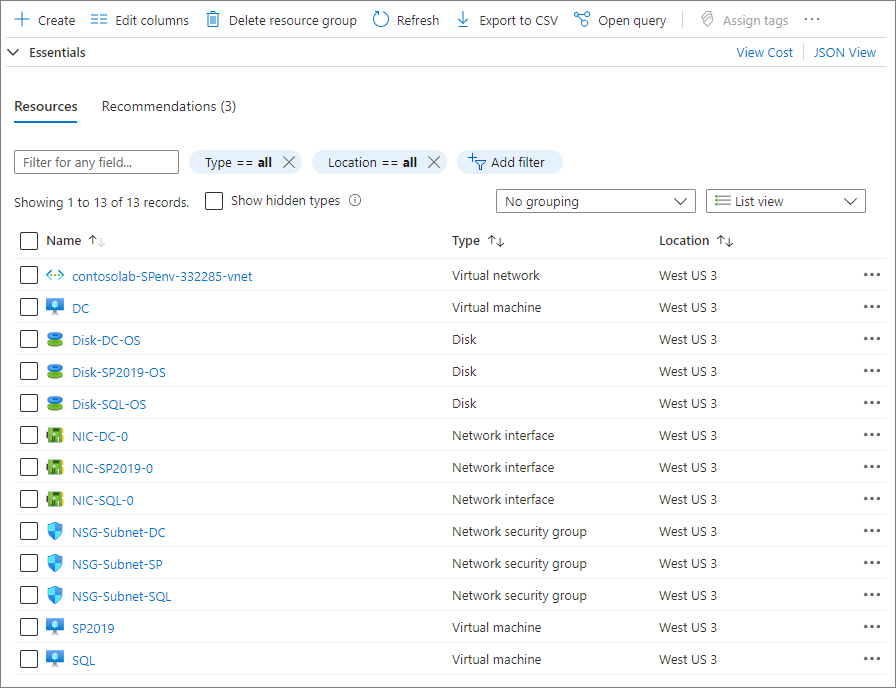 Create Edit columns Delete resource group Refresh Export to CSV Open query Assign tags ...
Essentials View Cost JSON View
Resources Recommendations (3)
Filter for any field... Type == all Location == all Add filter
Showing 1 to 13 of 13 records. Show hidden types No grouping List view
Name Type Location
contosolab-SPenv-332285-vnet Virtual network West US 3
DC Virtual machine West US 3
Disk-DC-OS Disk West US 3
Disk-SP2019-OS Disk West US 3
Disk-SQL-OS Disk West US 3
NIC-DC-0 Network interface West US 3
NIC-SP2019-0 Network interface West US 3
NIC-SQL-0 Network interface West US 3
NSG-Subnet-DC Network security group West US 3
NSG-Subnet-SP Network security group West US 3
NSG-Subnet-SQL Network security group West US 3
SP2019 Virtual machine West US 3
SQL Virtual machine West US 3